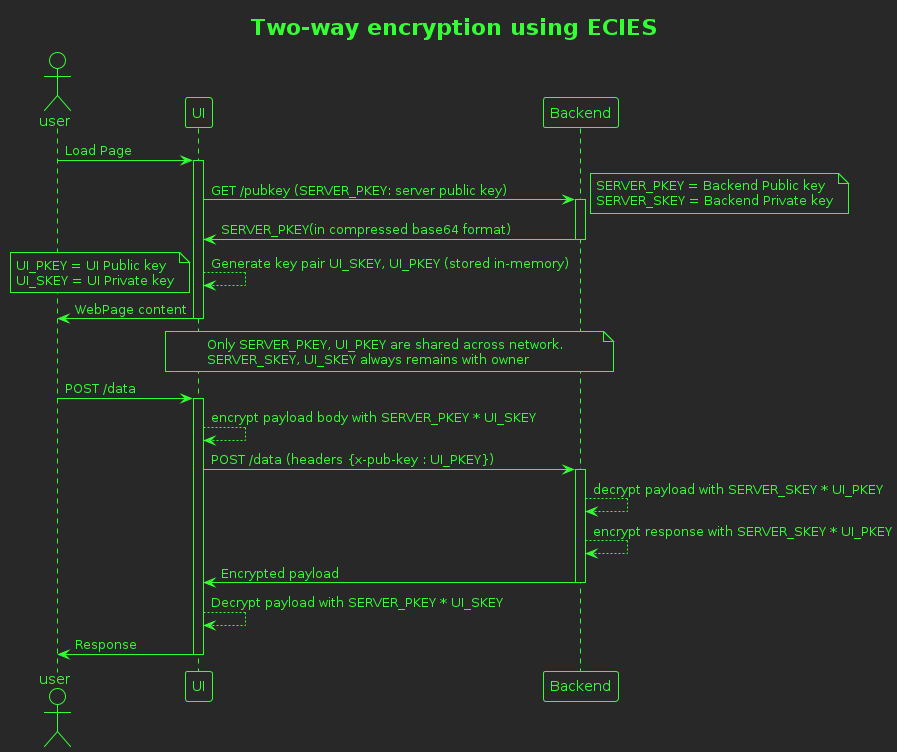 Two-way encryption using ECIES
user
UI
Backend
Load Page
GET /pubkey (SERVER_PKEY: server public key)
SERVER_PKEY = Backend Public key
SERVER_SKEY = Backend Private key
SERVER_PKEY(in compressed base64 format)
Generate key pair UI_SKEY, UI_PKEY (stored in-memory)
UI_PKEY = UI Public key
UI_SKEY = UI Private key
WebPage content
Only SERVER_PKEY, UI_PKEY are shared across network.
SERVER_SKEY, UI_SKEY always remains with owner
POST /data
encrypt payload body with SERVER_PKEY * UI_SKEY
POST /data (headers {x-pub-key : UI_PKEY})
decrypt payload with SERVER_SKEY * UI_PKEY
encrypt response with SERVER_SKEY * UI_PKEY
Encrypted payload
Decrypt payload with SERVER_PKEY * UI_SKEY
Response
user
UI
Backend